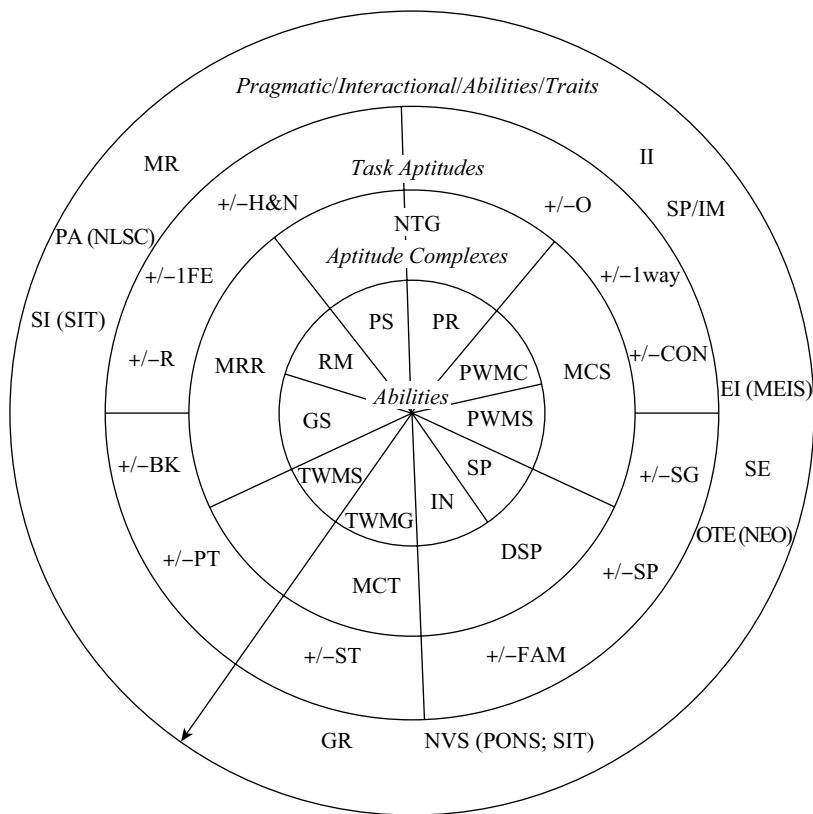 Pragmatic/Interactional/Abilities/Traits
MR
II
Task Aptitudes
+/−H&N
+/−O
SP/IM
NTG
PA (NLSC)
Aptitude Complexes
+/−1FE
+/−1way
SI (SIT)
PS
PR
+/−R
RM
MRR
PWMC
MCS
+/−CON
EI (MEIS)
Abilities
GS
PWMS
+/−BK
TWMS
SP
+/−SG
SE
IN
TWMG
OTE (NEO)
+/−PT
DSP
MCT
+/−SP
+/−ST
+/−FAM
GR
NVS (PONS; SIT)